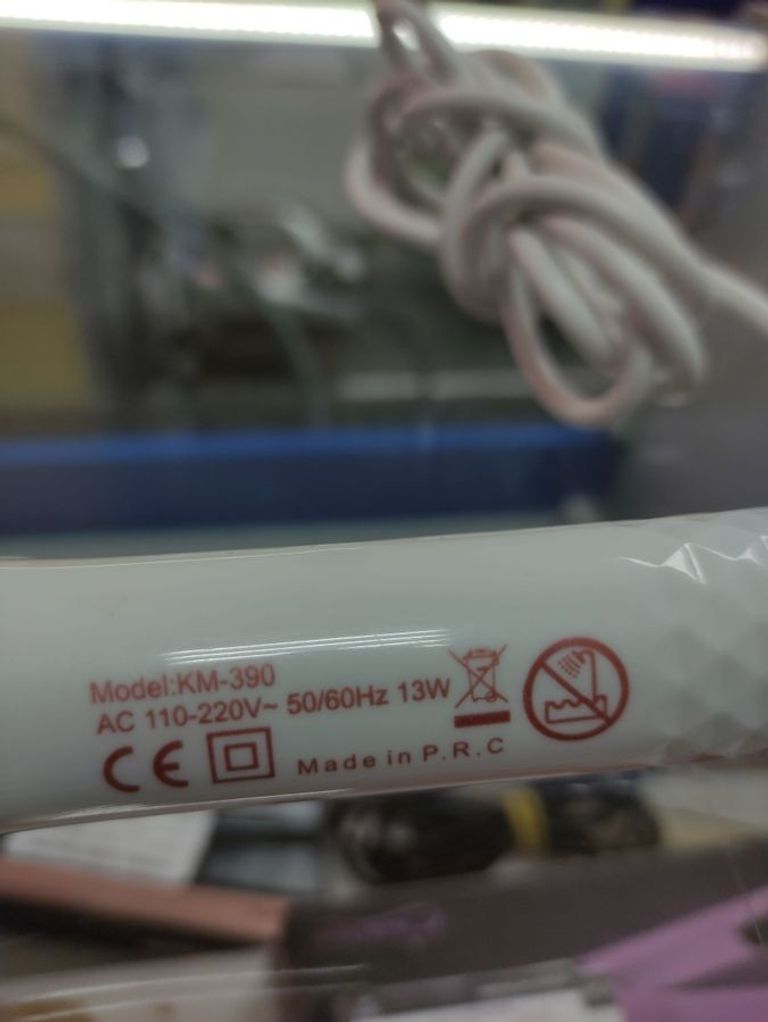 Model:KM-390
AC 110-220V~ 50/60Hz 13W
CE Made in P.R.C